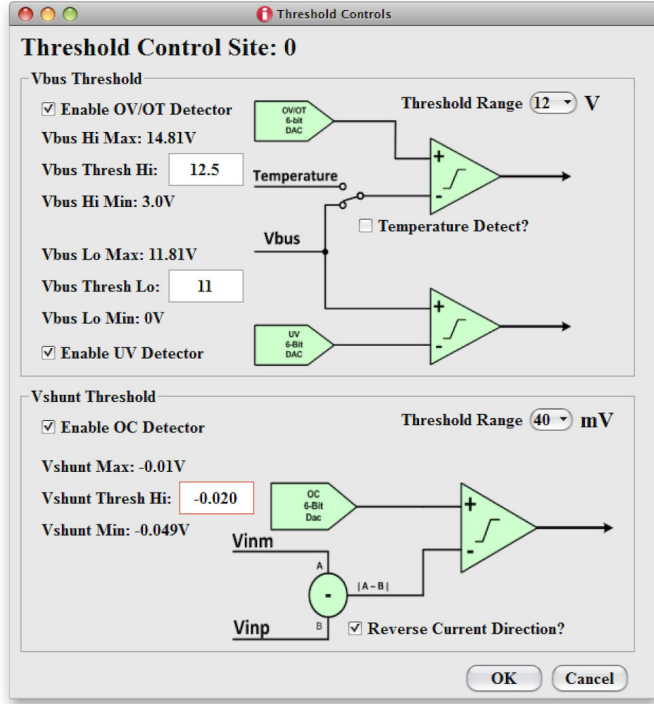 Threshold Controls
Threshold Control Site: 0
Vbus Threshold
Enable OV/OT Detector
Threshold Range 12 V
Vbus Hi Max: 14.81V
Vbus Thresh Hi: 12.5
Vbus Hi Min: 3.0V
OV/OT
6-bit
DAC
+
-
Temperature
Temperature Detect?
Vbus
Vbus Lo Max: 11.81V
Vbus Thresh Lo: 11
Vbus Lo Min: 0V
Enable UV Detector
UV
6-Bit
DAC
+
-
Vshunt Threshold
Enable OC Detector
Threshold Range 40 mV
Vshunt Max: -0.01V
Vshunt Thresh Hi: -0.020
Vshunt Min: -0.049V
OC
6-Bit
Dac
+
-
Vinm
A
-
|A-B|
B
Vinp
Reverse Current Direction?
OK Cancel